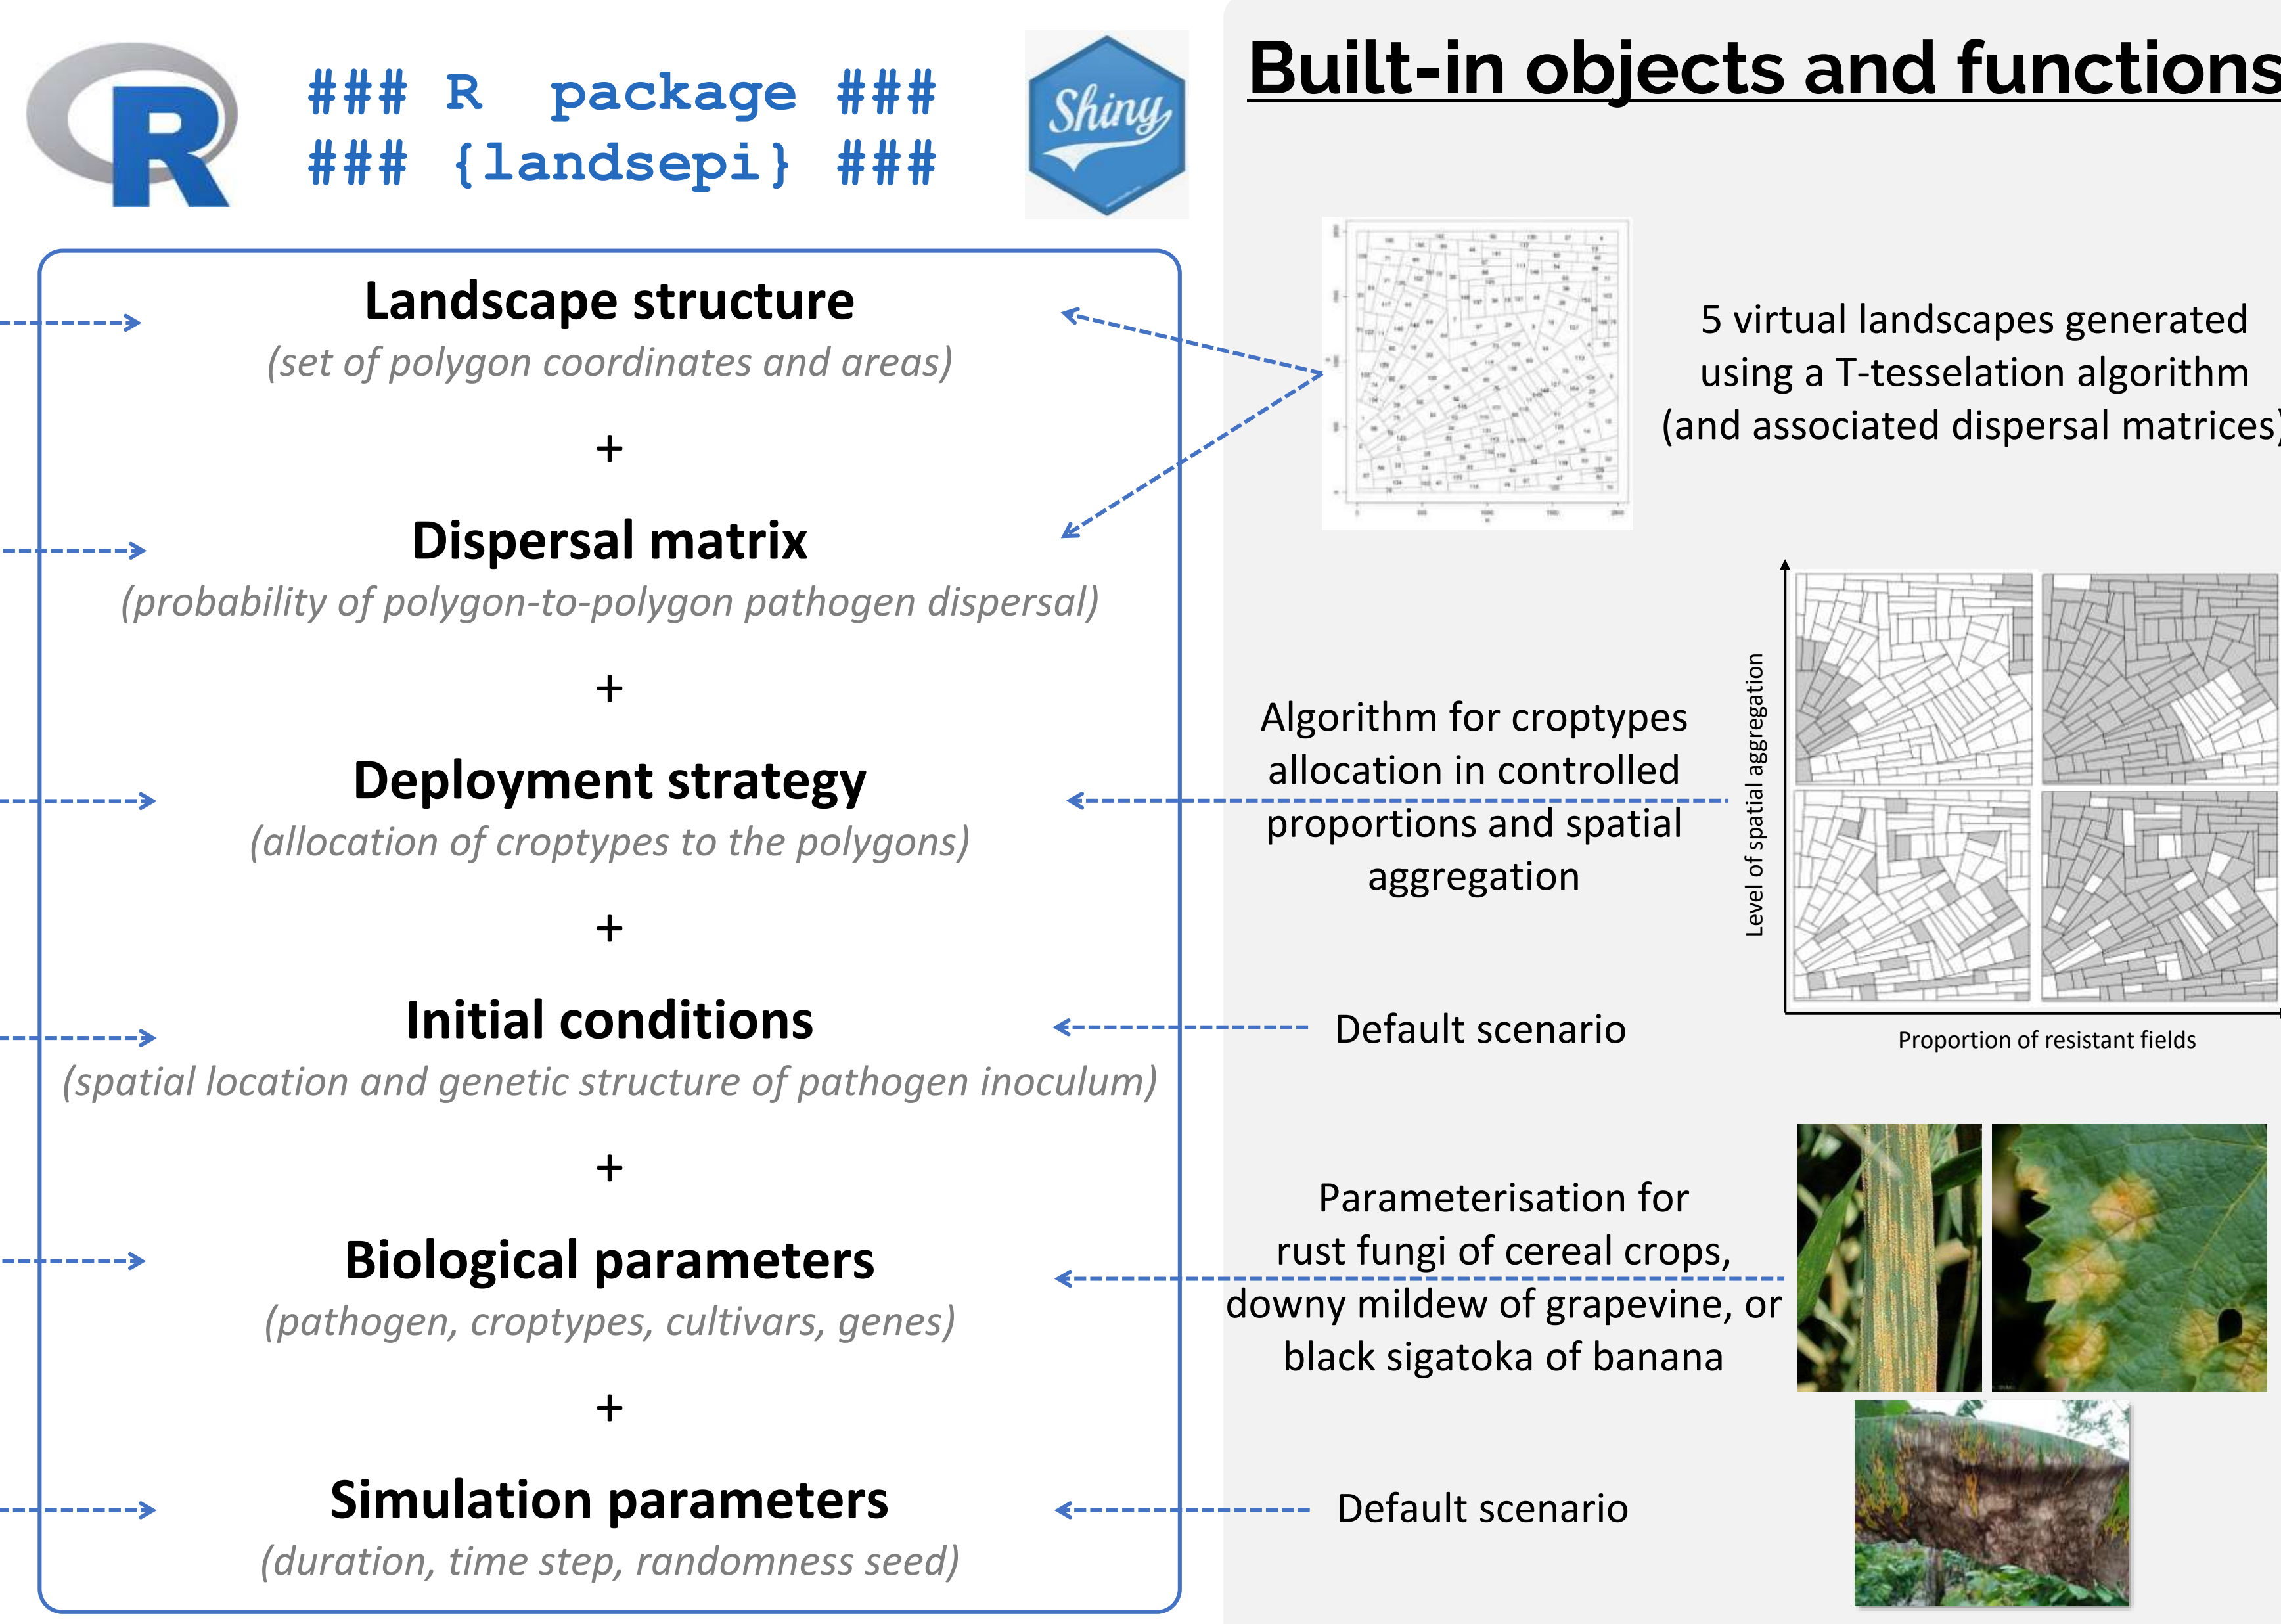 R
### R package ###
### {landsepi} ###
Shiny
Landscape structure
(set of polygon coordinates and areas)
+
Dispersal matrix
(probability of polygon-to-polygon pathogen dispersal)
+
Deployment strategy
(allocation of croptypes to the polygons)
+
Initial conditions
(spatial location and genetic structure of pathogen inoculum)
+
Biological parameters
(pathogen, croptypes, cultivars, genes)
+
Simulation parameters
(duration, time step, randomness seed)
Built-in objects and functions
5 virtual landscapes generated
using a T-tesselation algorithm
(and associated dispersal matrices)
Algorithm for croptypes
allocation in controlled
proportions and spatial
aggregation
Level of spatial aggregation
Proportion of resistant fields
Default scenario
Parameterisation for
rust fungi of cereal crops,
downy mildew of grapevine, or
black sigatoka of banana
Default scenario